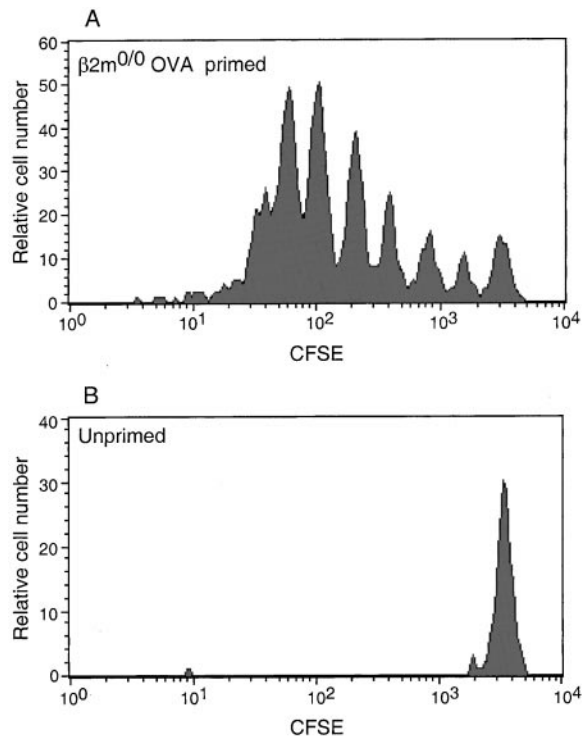 A
β2m0/0 OVA primed
60
50
40
30
20
10
0
Relative cell number
10^0 10^1 10^2 10^3 10^4
CFSE
B
Unprimed
40
30
20
10
0
Relative cell number
10^0 10^1 10^2 10^3 10^4
CFSE